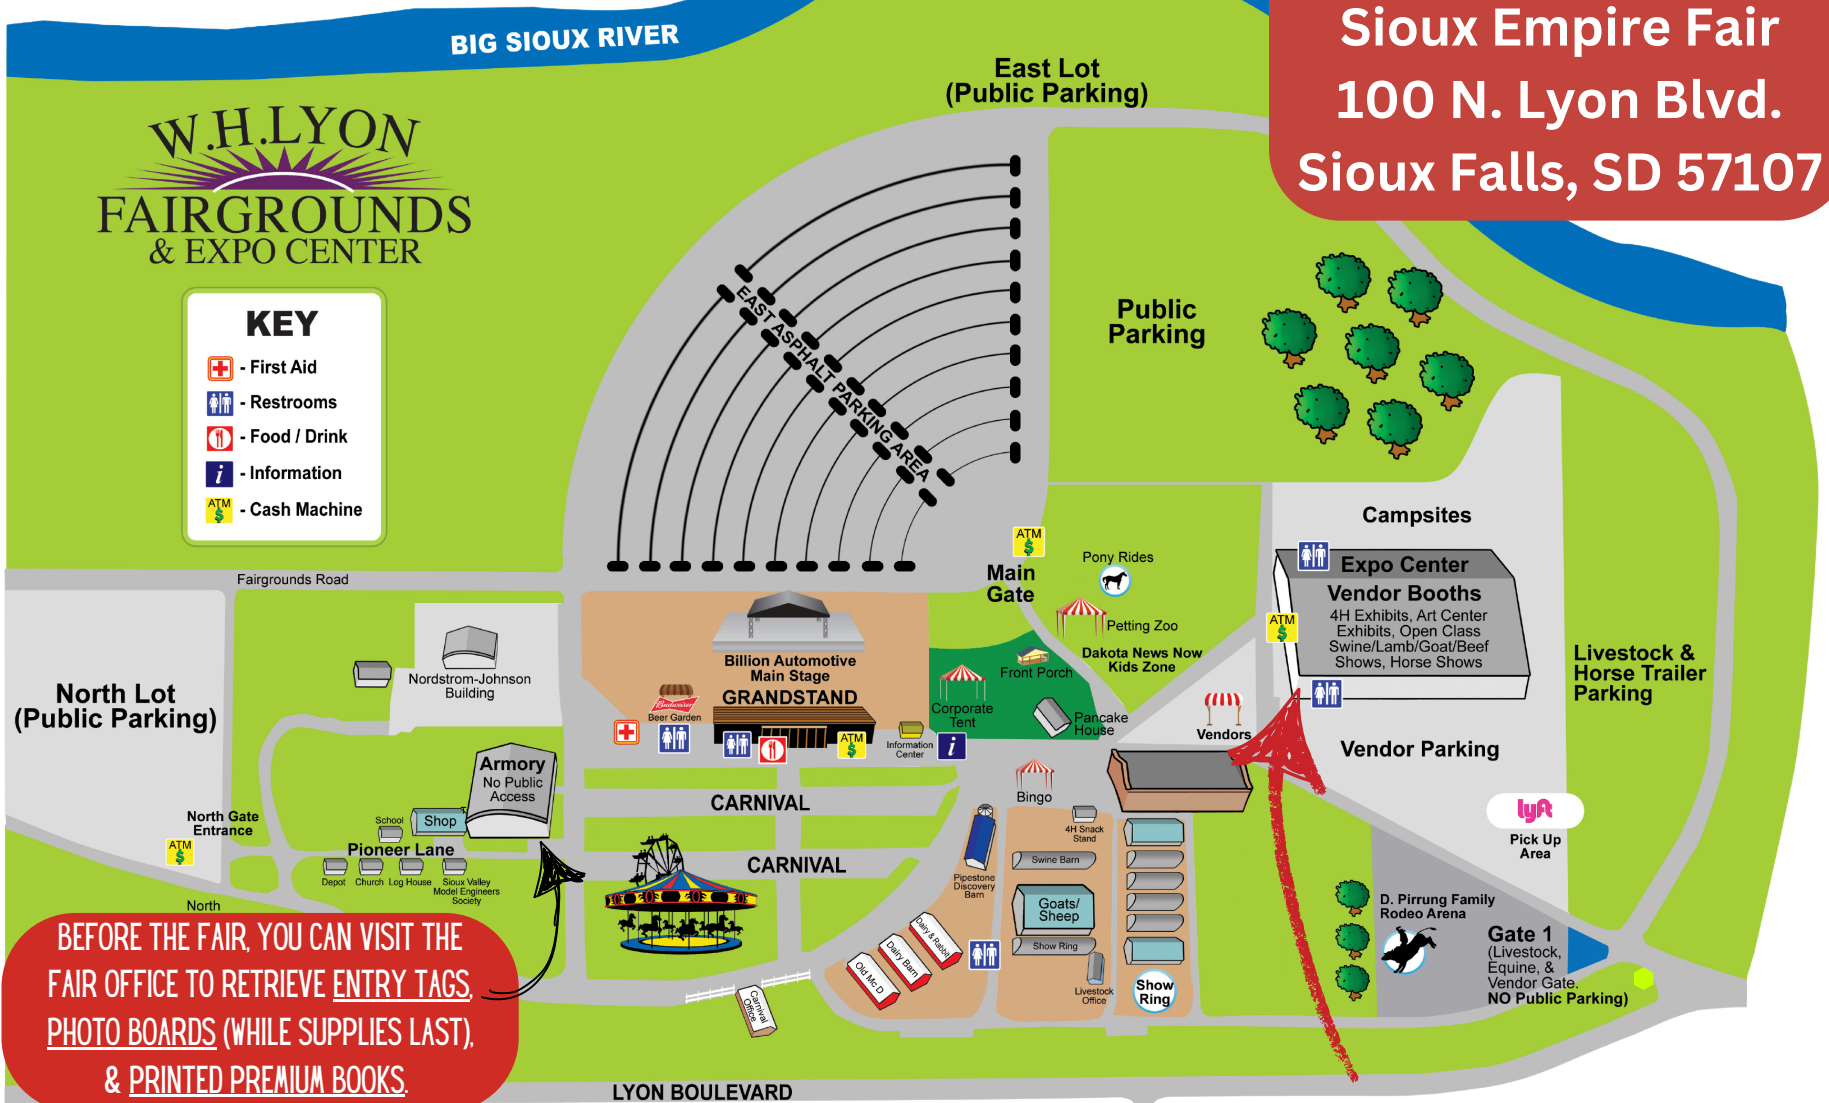 BIG SIOUX RIVER
Sioux Empire Fair
100 N. Lyon Blvd.
Sioux Falls, SD 57107
East Lot
(Public Parking)
W.H.LYON
FAIRGROUNDS
& EXPO CENTER
KEY
- First Aid
- Restrooms
- Food / Drink
i
- Information
ATM
$
- Cash Machine
EAST ASPHALT PARKING AREA
Public
Parking
Campsites
ATM
$
Main
Gate
Pony Rides
Petting Zoo
Dakota News Now
Kids Zone
Expo Center
Vendor Booths
4H Exhibits, Art Center
Exhibits, Open Class
Swine/Lamb/Goat/Beef
Shows, Horse Shows
ATM
$
Livestock &
Horse Trailer
Parking
Fairgrounds Road
North Lot
(Public Parking)
Nordstrom-Johnson
Building
Billion Automotive
Main Stage
GRANDSTAND
Budweiser
Beer Garden
ATM
$
Information
Center
i
Front Porch
Corporate
Tent
Pancake
House
Vendors
Vendor Parking
Armory
No Public
Access
North Gate
Entrance
ATM
$
School
Shop
Pioneer Lane
Depot
Church
Log House
Sioux Valley
Model Engineers
Society
North
CARNIVAL
CARNIVAL
Bingo
4H Snack
Stand
Swine Barn
Pipestone
Discovery
Barn
Goats/
Sheep
Show Ring
Dairy & Rabbit
Dairy Barn
Old Mc D
Livestock
Office
Show
Ring
Carnival
Office
lyft
Pick Up
Area
D. Pirrung Family
Rodeo Arena
Gate 1
(Livestock,
Equine, &
Vendor Gate.
NO Public Parking)
BEFORE THE FAIR, YOU CAN VISIT THE
FAIR OFFICE TO RETRIEVE ENTRY TAGS,
PHOTO BOARDS (WHILE SUPPLIES LAST),
& PRINTED PREMIUM BOOKS.
LYON BOULEVARD